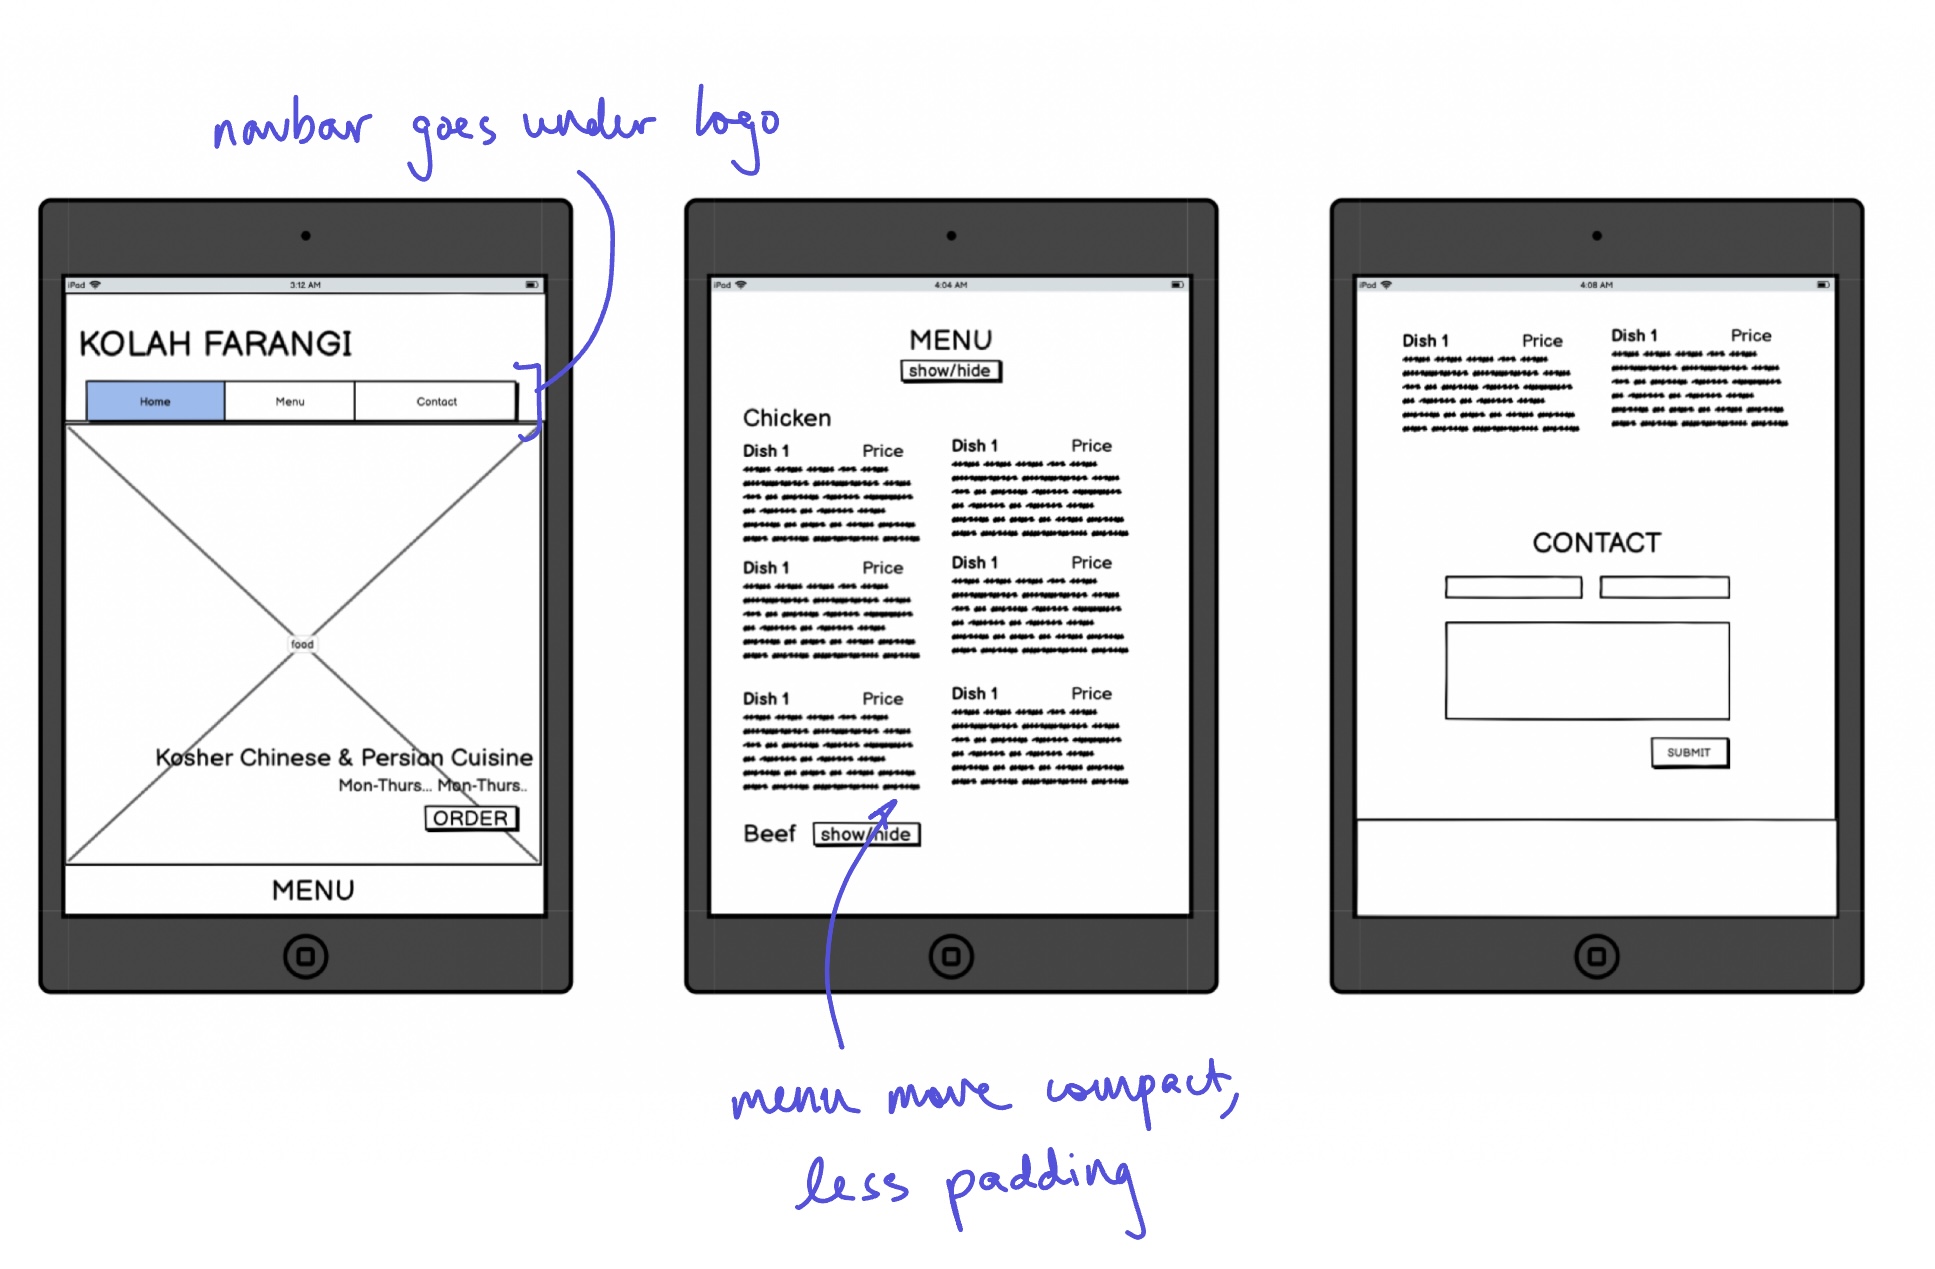 navbar goes under logo
iPad 3:12 AM
KOLAH FARANGI
Home Menu Contact
food
Kosher Chinese & Persian Cuisine
Mon-Thurs... Mon-Thurs..
ORDER
MENU
iPad 4:04 AM
MENU
show/hide
Chicken
Dish 1 Price Dish 1 Price
Dish 1 Price Dish 1 Price
Dish 1 Price Dish 1 Price
Beef show/hide
menu more compact,
less padding
iPad 4:08 AM
Dish 1 Price Dish 1 Price
CONTACT
SUBMIT